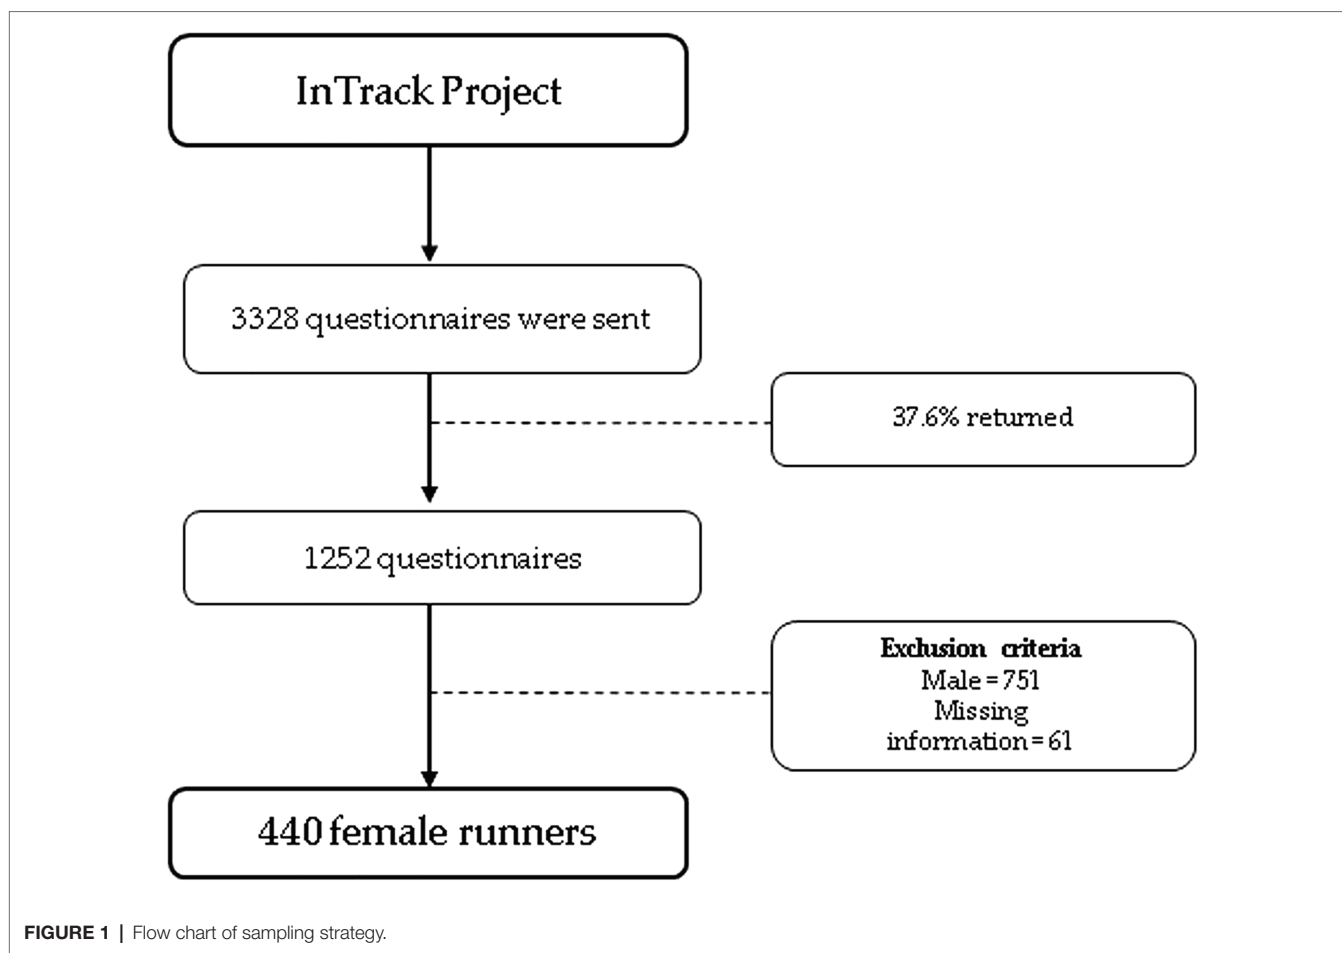 InTrack Project
3328 questionnaires were sent
37.6% returned
1252 questionnaires
Exclusion criteria
Male = 751
Missing
information = 61
440 female runners
FIGURE 1 | Flow chart of sampling strategy.